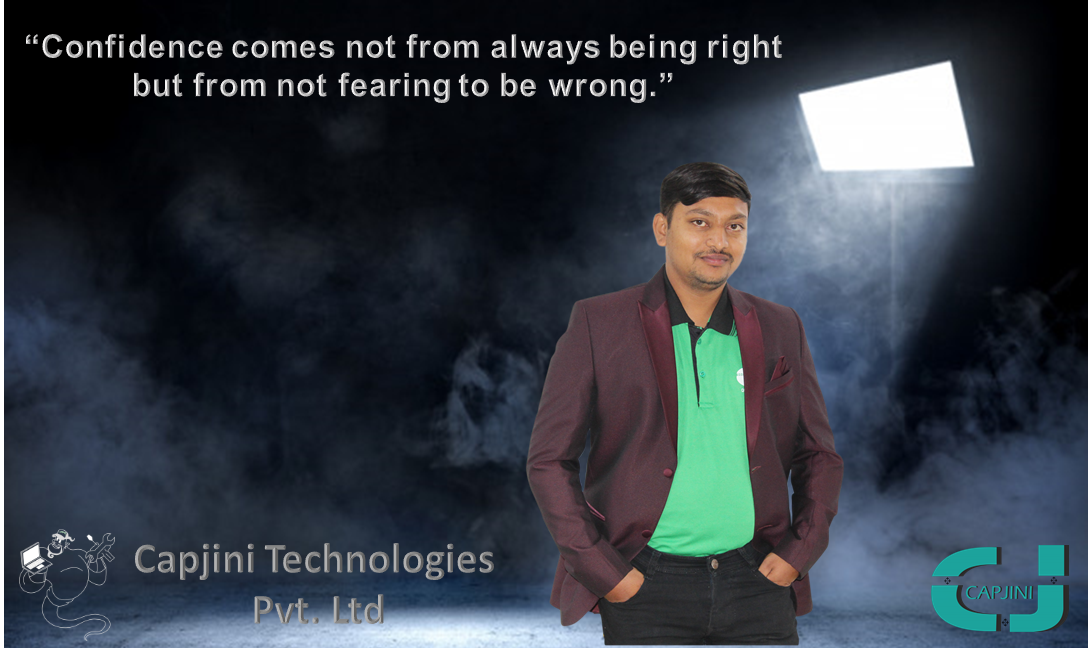 “Confidence comes not from always being right
but from not fearing to be wrong.”
Capjini Technologies
Pvt. Ltd
CAPJINI